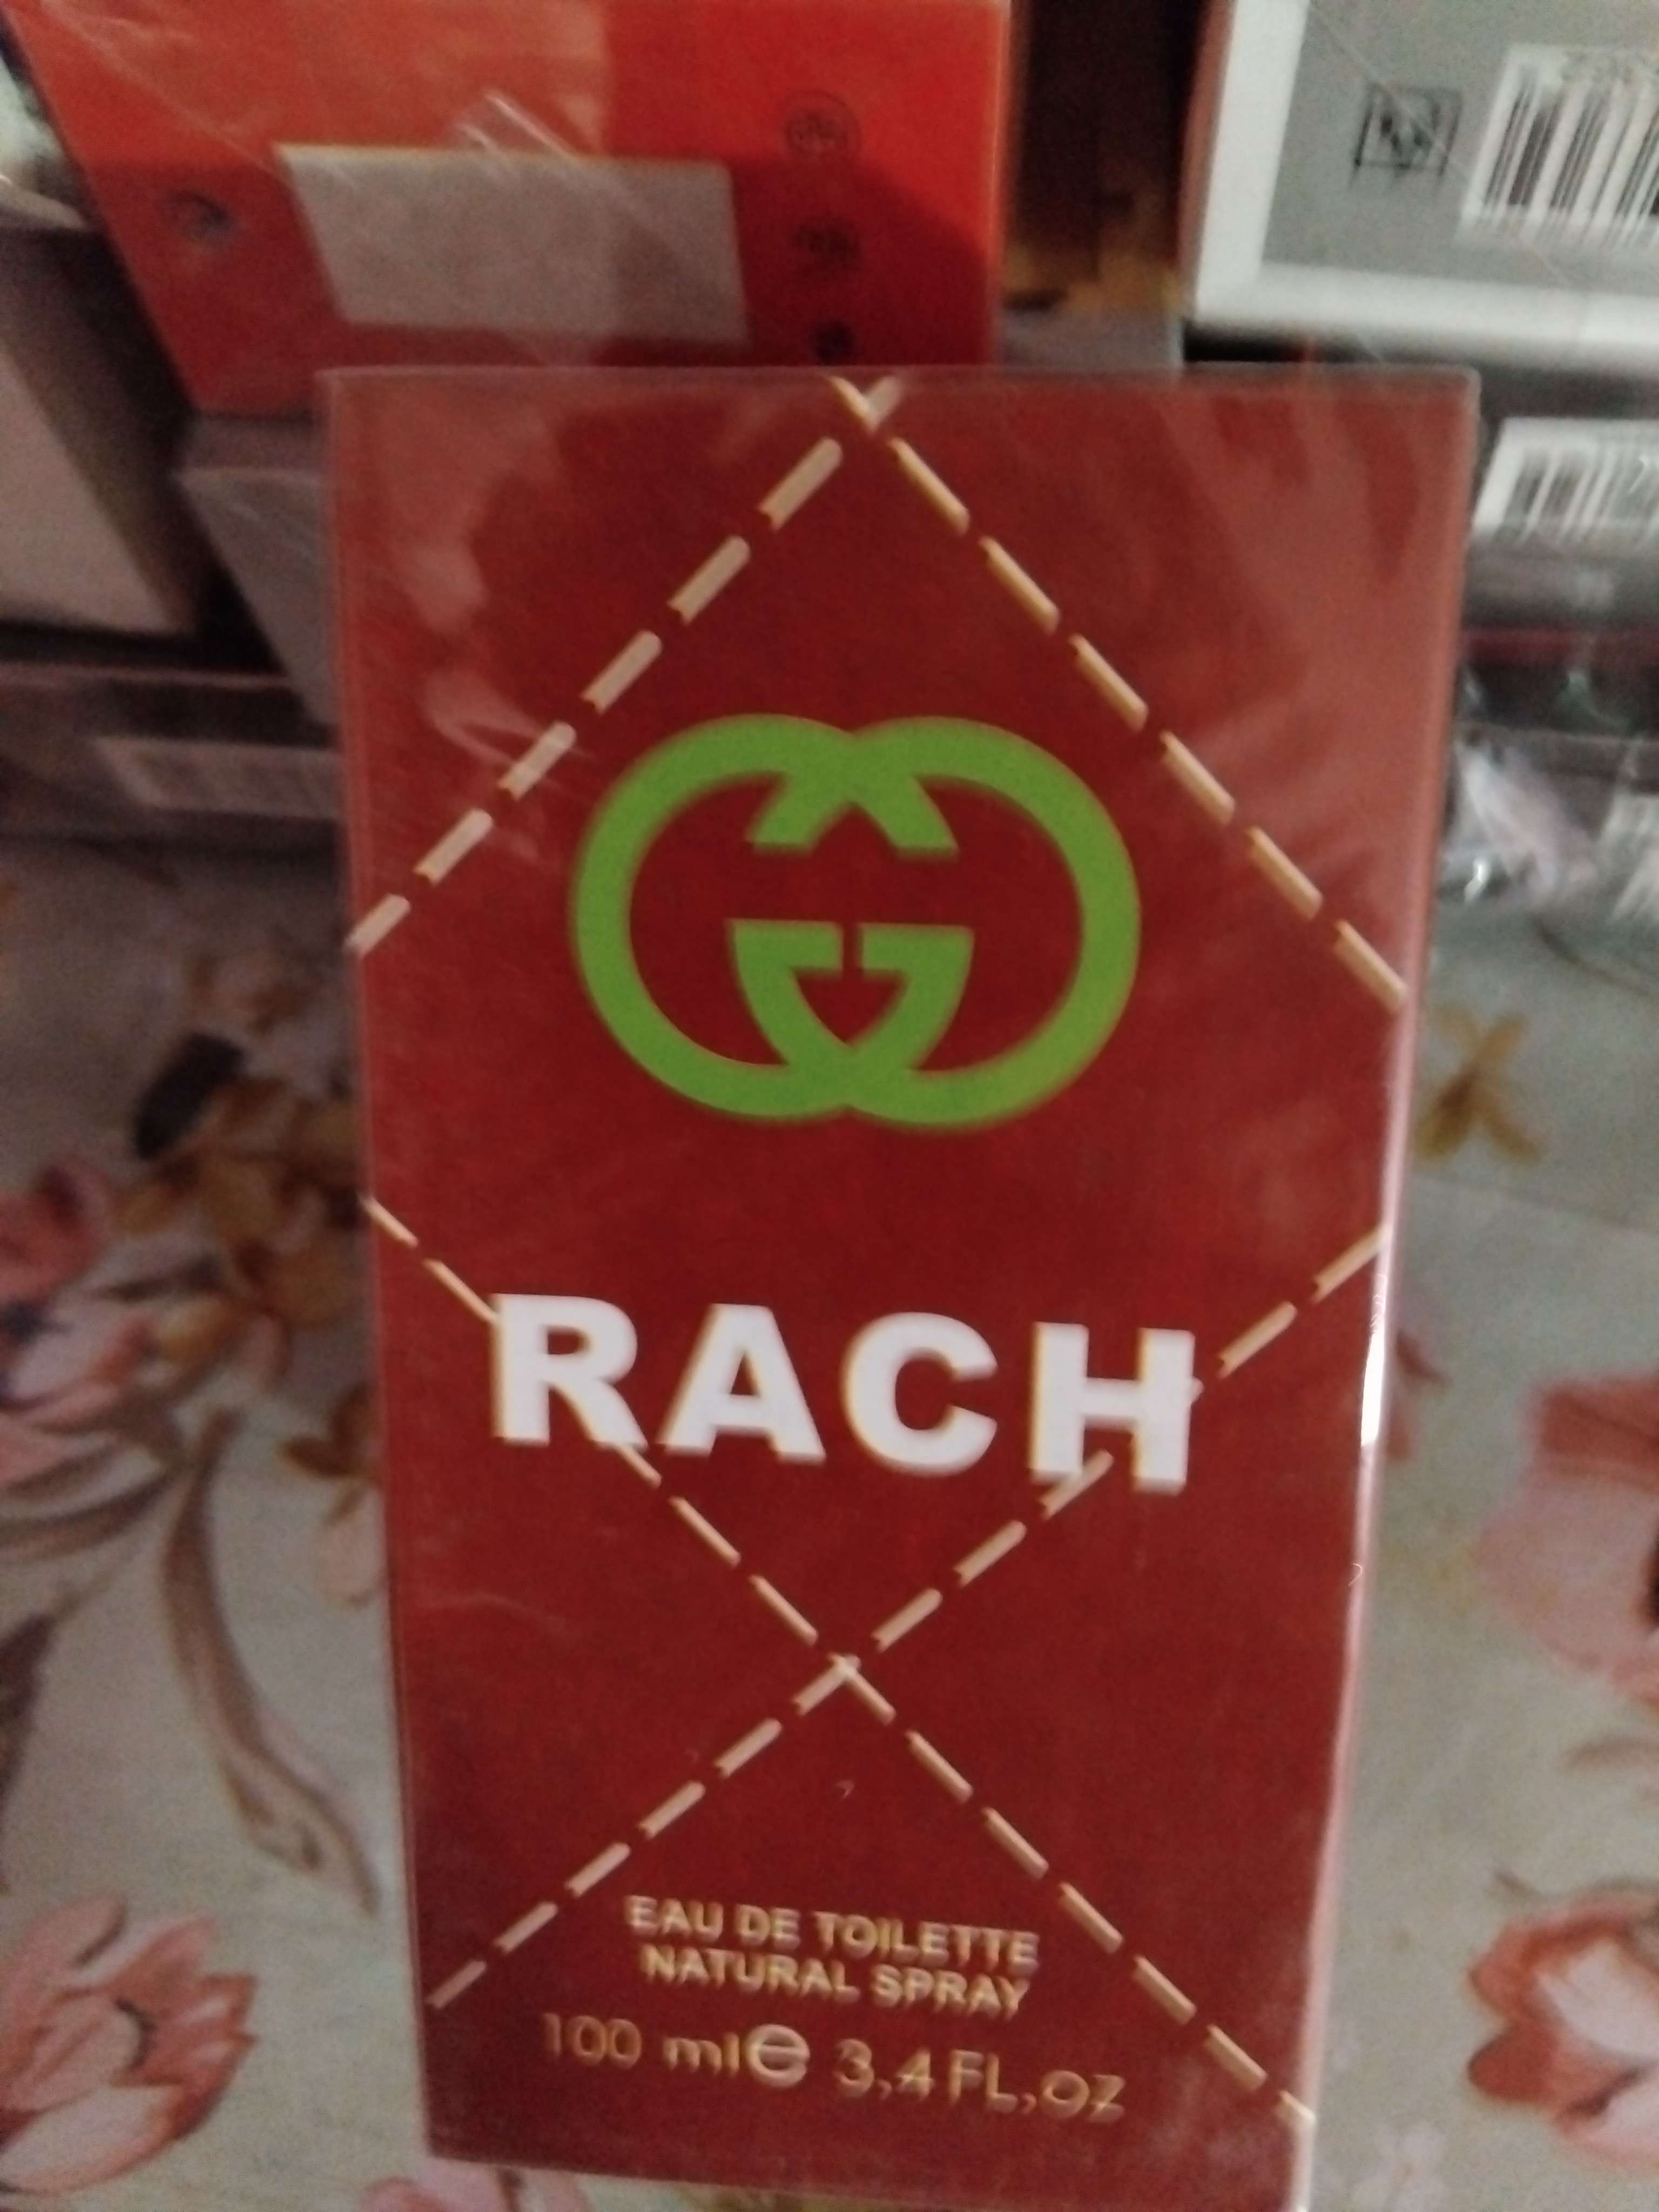 RACH
EAU DE TOILETTE
NATURAL SPRAY
100 ml e 3,4 FL,OZ